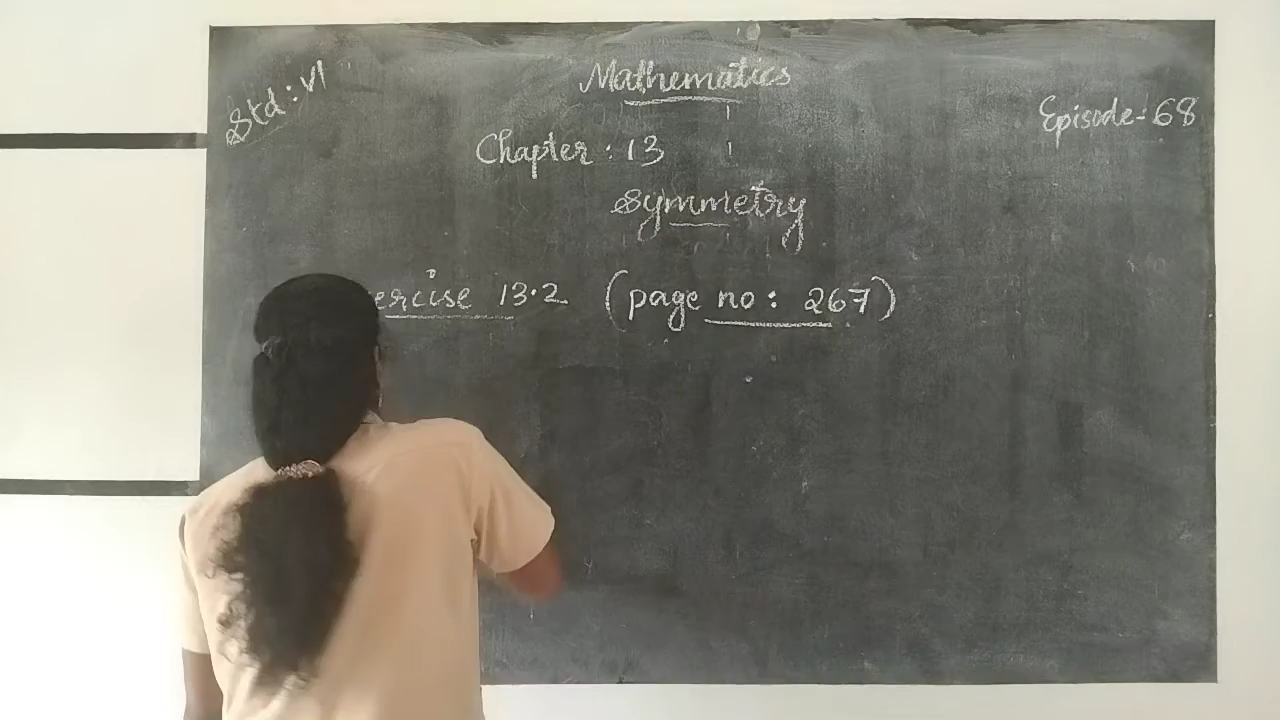 Std: VI
Mathematics
Episode-68
Chapter: 13
Symmetry
ercise 13.2 (page no: 267)